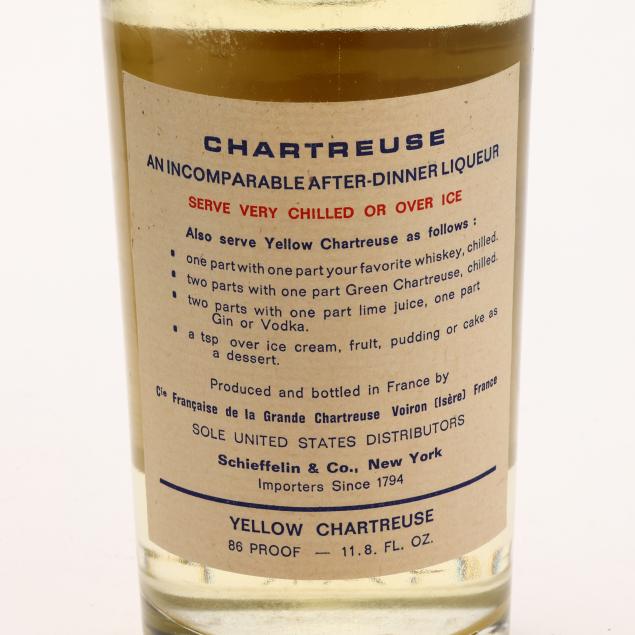 CHARTREUSE
AN INCOMPARABLE AFTER-DINNER LIQUEUR
SERVE VERY CHILLED OR OVER ICE
Also serve Yellow Chartreuse as follows :
• one part with one part your favorite whiskey, chilled.
• two parts with one part Green Chartreuse, chilled.
• two parts with one part lime juice, one part
Gin or Vodka.
• a tsp over ice cream, fruit, pudding or cake as
a dessert.
Produced and bottled in France by
Cie Française de la Grande Chartreuse Voiron (Isère) France
SOLE UNITED STATES DISTRIBUTORS
Schieffelin & Co., New York
Importers Since 1794
YELLOW CHARTREUSE
86 PROOF — 11.8. FL. OZ.